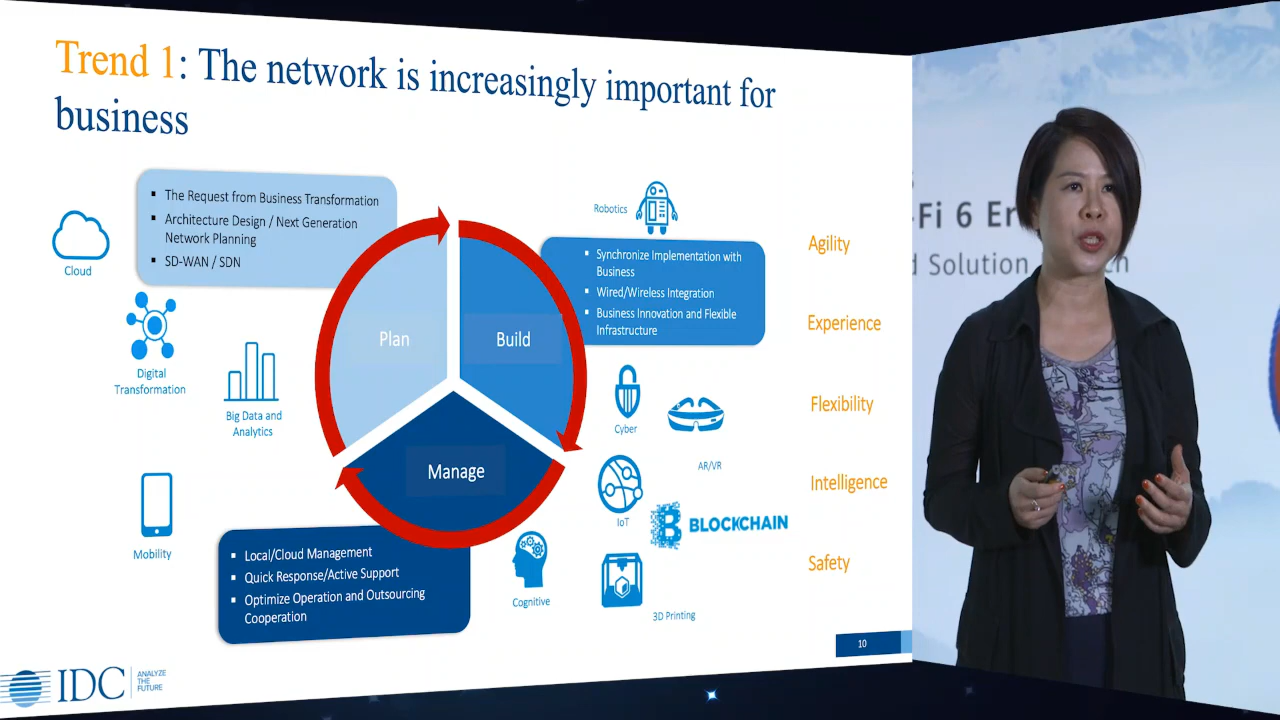 Trend 1: The network is increasingly important for
business
▪ The Request from Business Transformation
▪ Architecture Design / Next Generation
Network Planning
▪ SD-WAN / SDN
Cloud
Digital
Transformation
Big Data and
Analytics
Mobility
Plan
Build
Manage
Robotics
▪ Synchronize Implementation with
Business
▪ Wired/Wireless Integration
▪ Business Innovation and Flexible
Infrastructure
Cyber
AR/VR
IoT
BLOCKCHAIN
3D Printing
Cognitive
▪ Local/Cloud Management
▪ Quick Response/Active Support
▪ Optimize Operation and Outsourcing
Cooperation
Agility
Experience
Flexibility
Intelligence
Safety
10
IDC
ANALYZE
THE
FUTURE
-Fi 6 Er
Solution